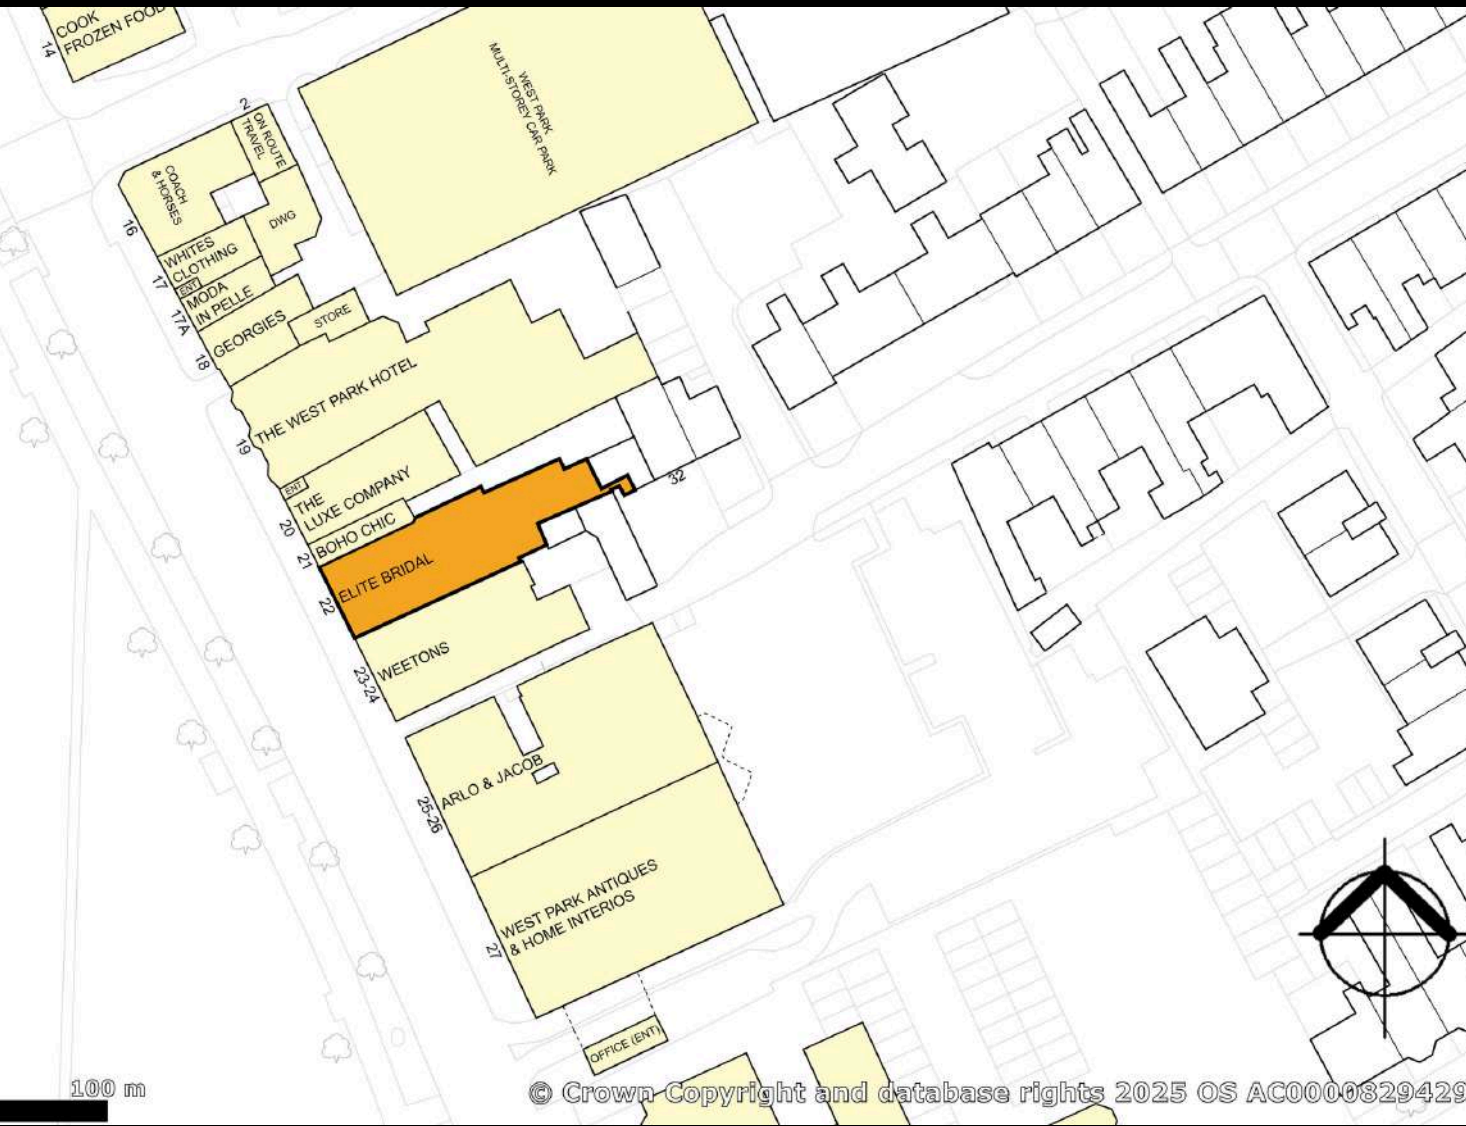 COOK
FROZEN FOOD
14
WEST PARK
MULTI-STOREY CAR PARK
2
ON ROUTE
TRAVEL
COACH
& HORSES
16
DWG
WHITES
CLOTHING
17
ENT
MODA
IN PELLE
17A
GEORGIES
STORE
18
THE WEST PARK HOTEL
19
ENT
THE
LUXE COMPANY
20
BOHO CHIC
21
32
ELITE BRIDAL
22
WEETONS
23-24
ARLO & JACOB
25-26
WEST PARK ANTIQUES
& HOME INTERIOS
27
OFFICE (ENT)
100 m
© Crown Copyright and database rights 2025 OS AC0000829429